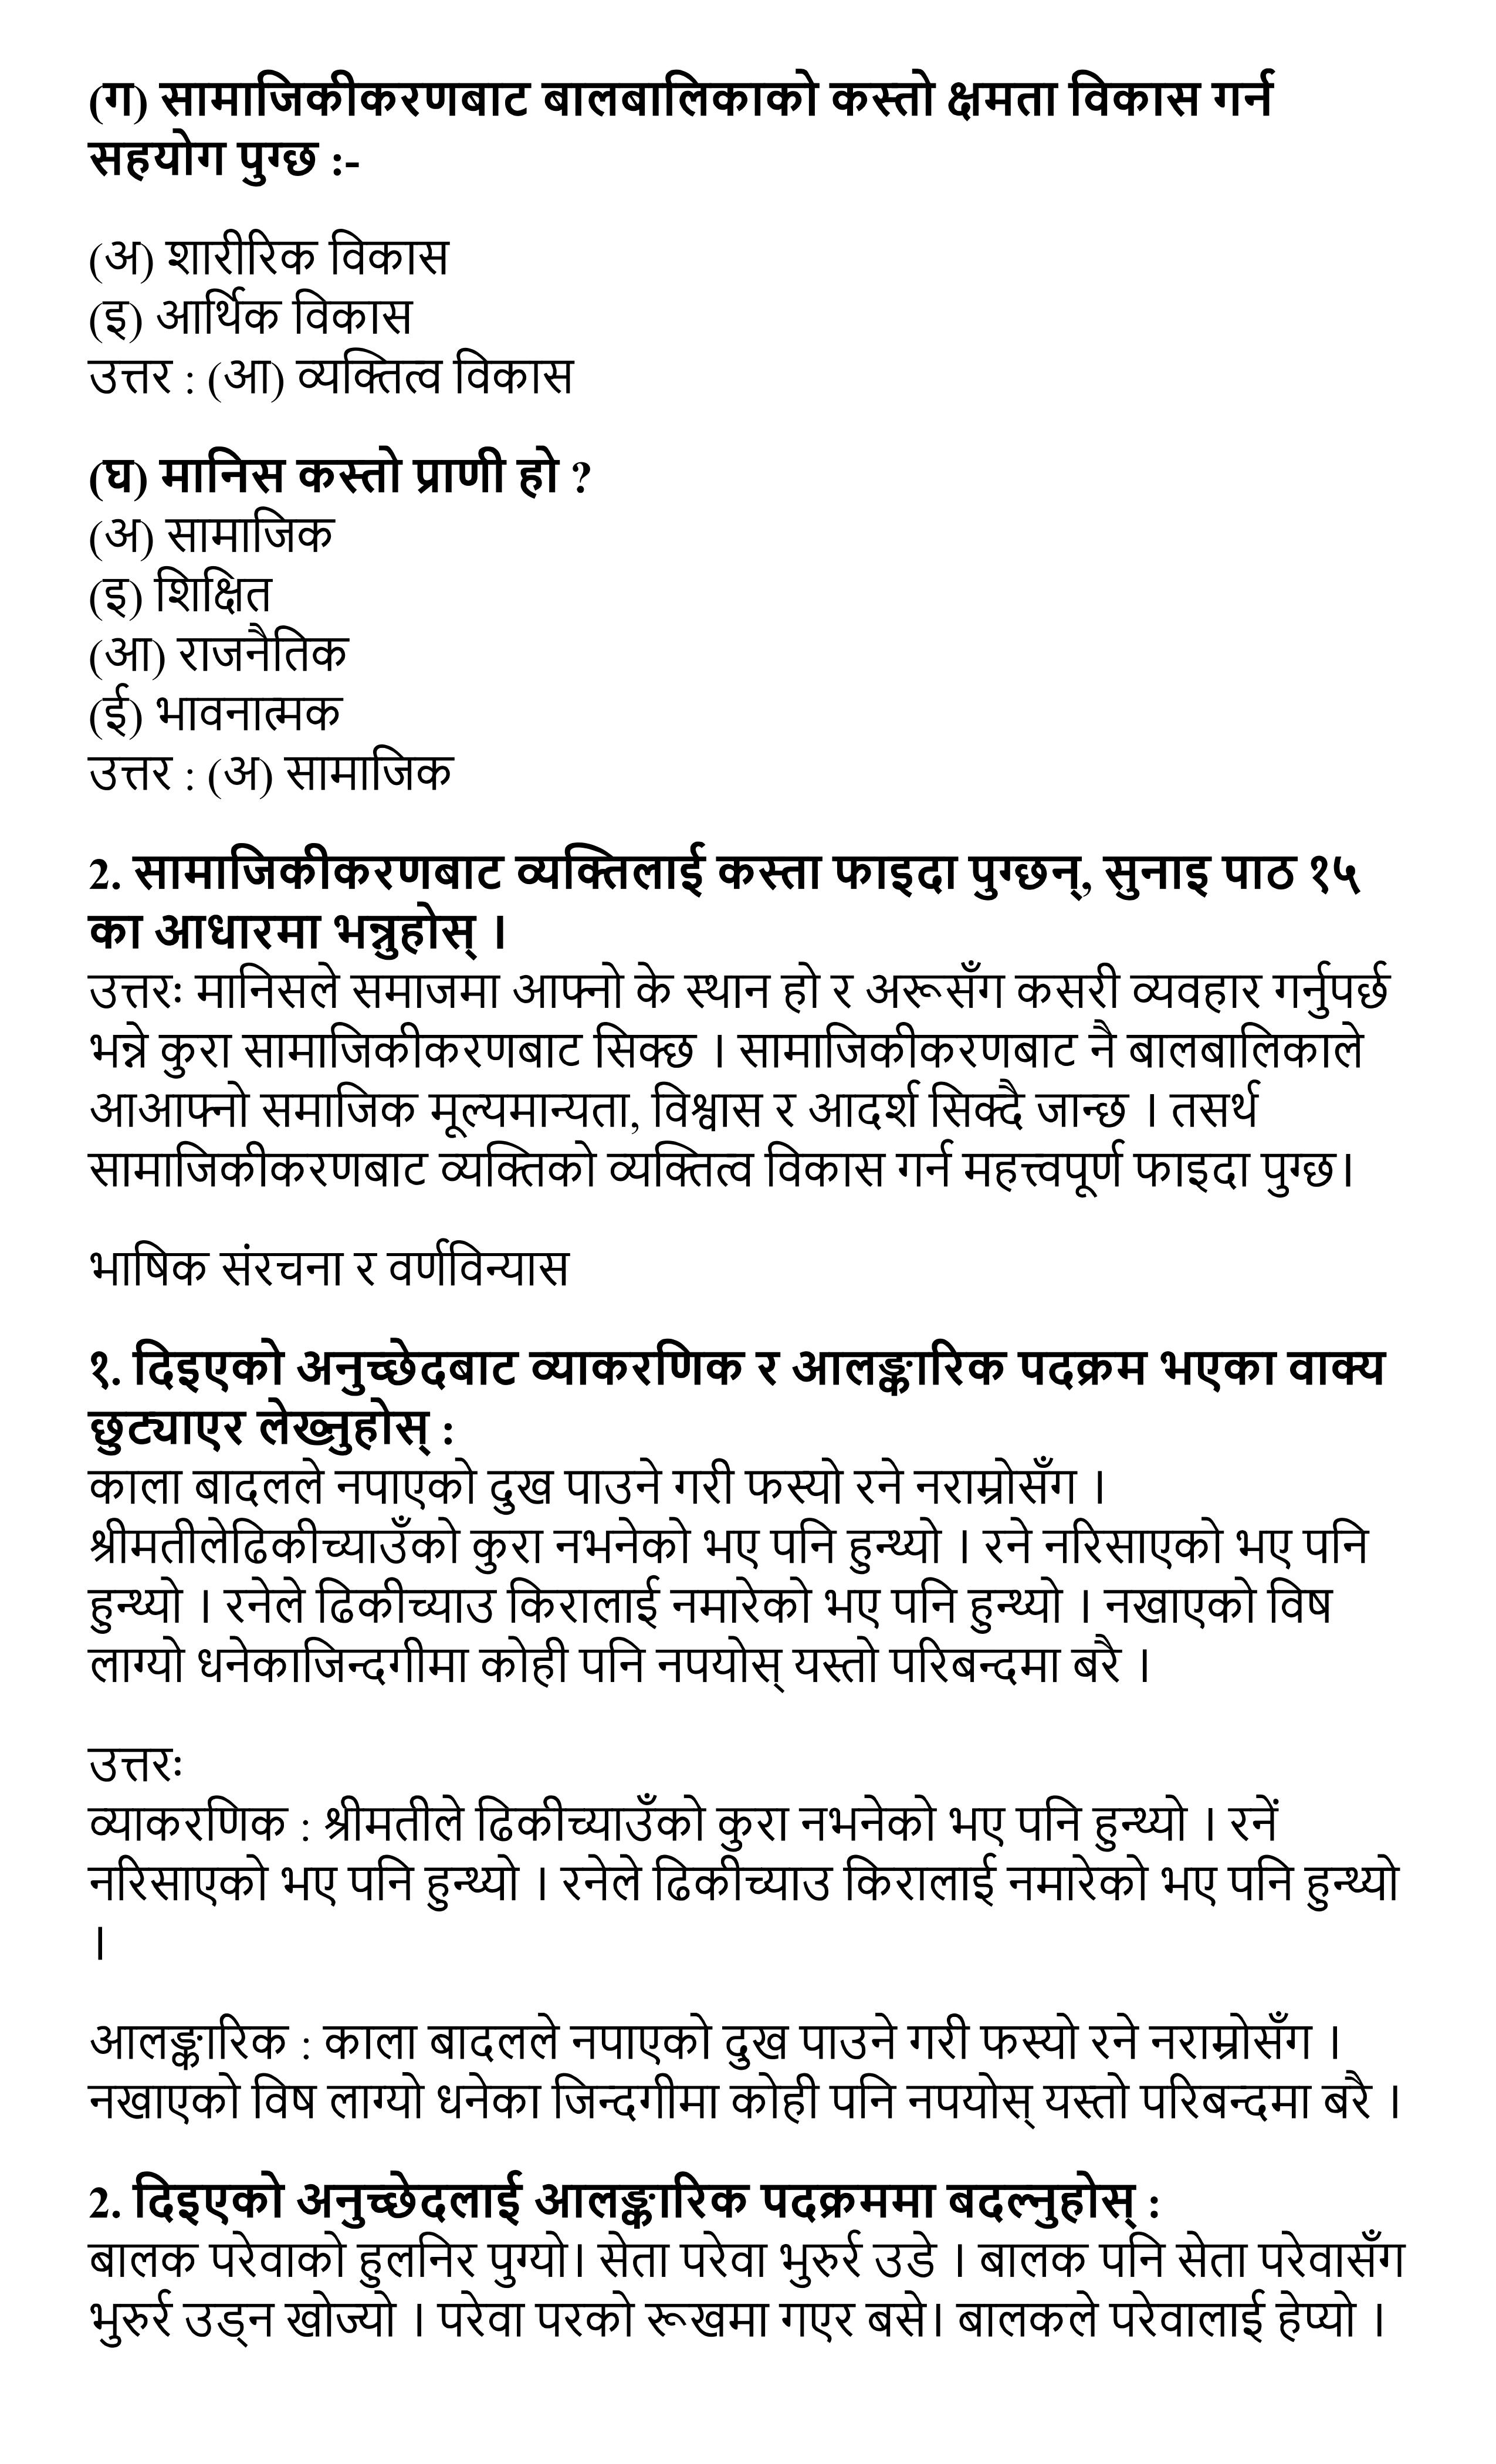 (ग) सामाजिकीकरणबाट बालबालिकाको कस्तो क्षमता विकास गर्न
सहयोग पुग्छ :-
(अ) शारीरिक विकास
(इ) आर्थिक विकास
उत्तर : (आ) व्यक्तित्व विकास
(घ) मानिस कस्तो प्राणी हो ?
(अ) सामाजिक
(इ) शिक्षित
(आ) राजनैतिक
(ई) भावनात्मक
उत्तर : (अ) सामाजिक
2. सामाजिकीकरणबाट व्यक्तिलाई कस्ता फाइदा पुग्छन्, सुनाइ पाठ १५
का आधारमा भन्नुहोस् ।
उत्तरः मानिसले समाजमा आफ्नो के स्थान हो र अरूसँग कसरी व्यवहार गर्नुपर्छ
भन्ने कुरा सामाजिकीकरणबाट सिक्छ । सामाजिकीकरणबाट नै बालबालिकाले
आआफ्नो समाजिक मूल्यमान्यता, विश्वास र आदर्श सिक्दै जान्छ । तसर्थ
सामाजिकीकरणबाट व्यक्तिको व्यक्तित्व विकास गर्न महत्त्वपूर्ण फाइदा पुग्छ।
भाषिक संरचना र वर्णविन्यास
१. दिइएको अनुच्छेदबाट व्याकरणिक र आलङ्कारिक पदक्रम भएका वाक्य
छुट्याएर लेख्नुहोस् :
काला बादलले नपाएको दुख पाउने गरी फस्यो रने नराम्रोसँग ।
श्रीमतीलेढिकीच्याउँको कुरा नभनेको भए पनि हुन्थ्यो । रने नरिसाएको भए पनि
हुन्थ्यो । रनेले ढिकीच्याउ किरालाई नमारेको भए पनि हुन्थ्यो । नखाएको विष
लाग्यो धनेकाजिन्दगीमा कोही पनि नपयोस् यस्तो परिबन्दमा बरै ।
उत्तरः
व्याकरणिक : श्रीमतीले ढिकीच्याउँको कुरा नभनेको भए पनि हुन्थ्यो । रनें
नरिसाएको भए पनि हुन्थ्यो । रनेले ढिकीच्याउ किरालाई नमारेको भए पनि हुन्थ्यो
।
आलङ्कारिक : काला बादलले नपाएको दुख पाउने गरी फस्यो रने नराम्रोसँग ।
नखाएको विष लाग्यो धनेका जिन्दगीमा कोही पनि नपयोस् यस्तो परिबन्दमा बरै ।
2. दिइएको अनुच्छेदलाई आलङ्कारिक पदक्रममा बदल्नुहोस् :
बालक परेवाको हुलनिर पुग्यो। सेता परेवा भुरुर्र उडे । बालक पनि सेता परेवासँग
भुरुर्र उड्न खोज्यो । परेवा परको रूखमा गएर बसे। बालकले परेवालाई हेप्यो ।